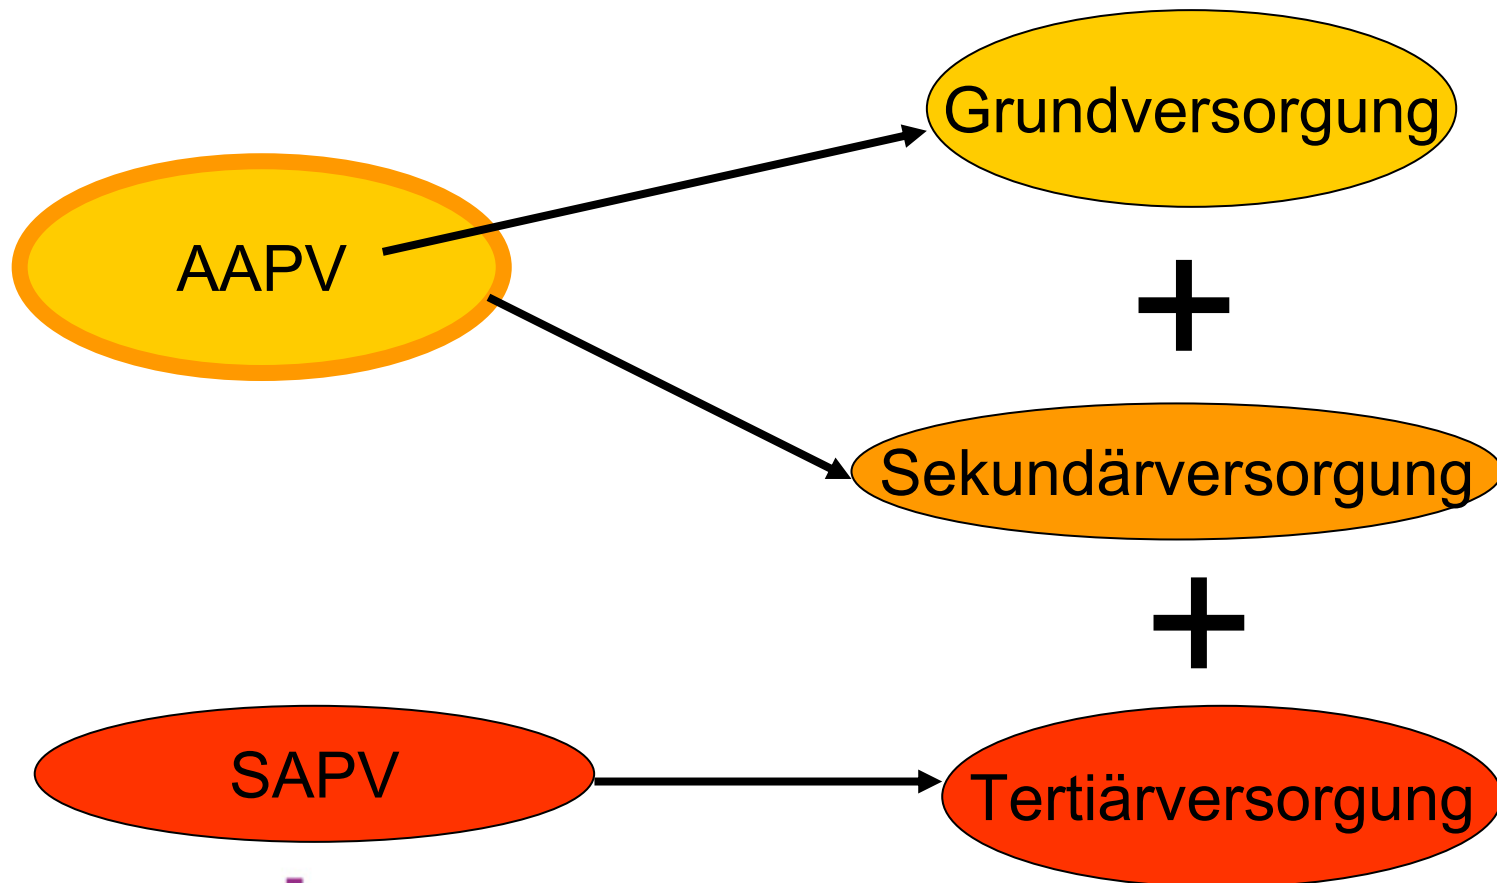 Grundversorgung
AAPV
+
Sekundärversorgung
+
SAPV
Tertiärversorgung